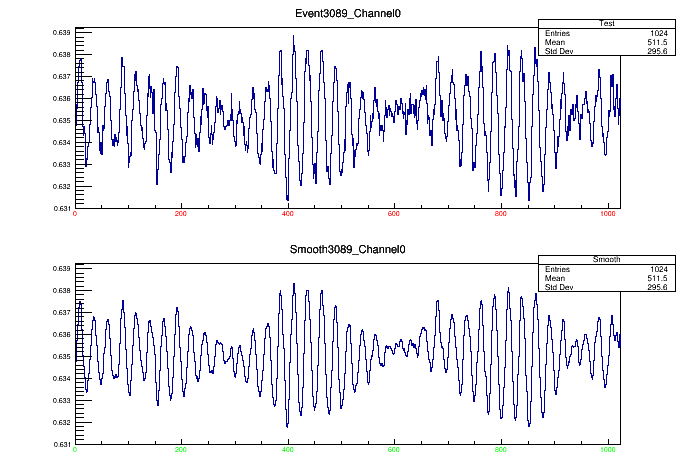 Event3089_Channel0
Test
Entries 1024
Mean 511.5
Std Dev 295.6
0.639
0.638
0.637
0.636
0.635
0.634
0.633
0.632
0.631
0 200 400 600 800 1000
Smooth3089_Channel0
Smooth
Entries 1024
Mean 511.5
Std Dev 295.6
0.639
0.638
0.637
0.636
0.635
0.634
0.633
0.632
0.631
0 200 400 600 800 1000